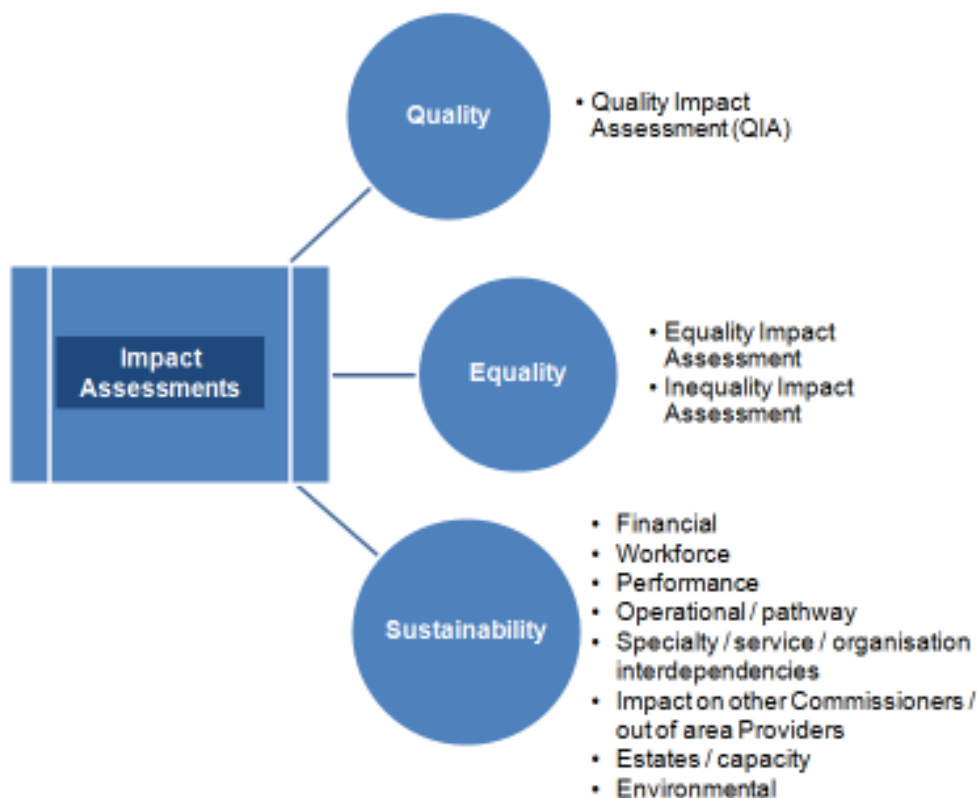 Quality
• Quality Impact
Assessment (QIA)
Impact
Assessments
Equality
• Equality Impact
Assessment
• Inequality Impact
Assessment
Sustainability
• Financial
• Workforce
• Performance
• Operational / pathway
• Specialty / service / organisation
interdependencies
• Impact on other Commissioners /
out of area Providers
• Estates / capacity
• Environmental